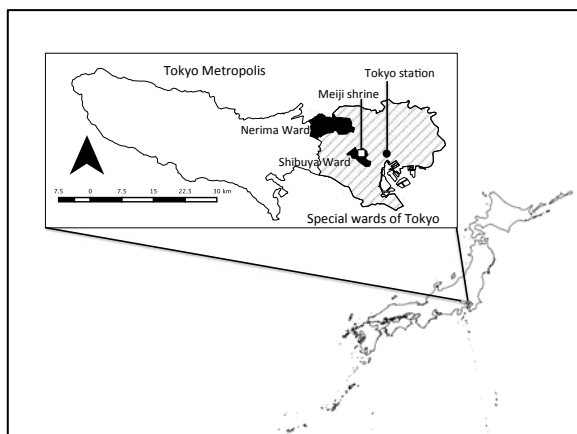 Tokyo Metropolis
Tokyo station
Meiji shrine
Nerima Ward
Shibuya Ward
7.5 0 7.5 15 22.5 30 km
Special wards of Tokyo